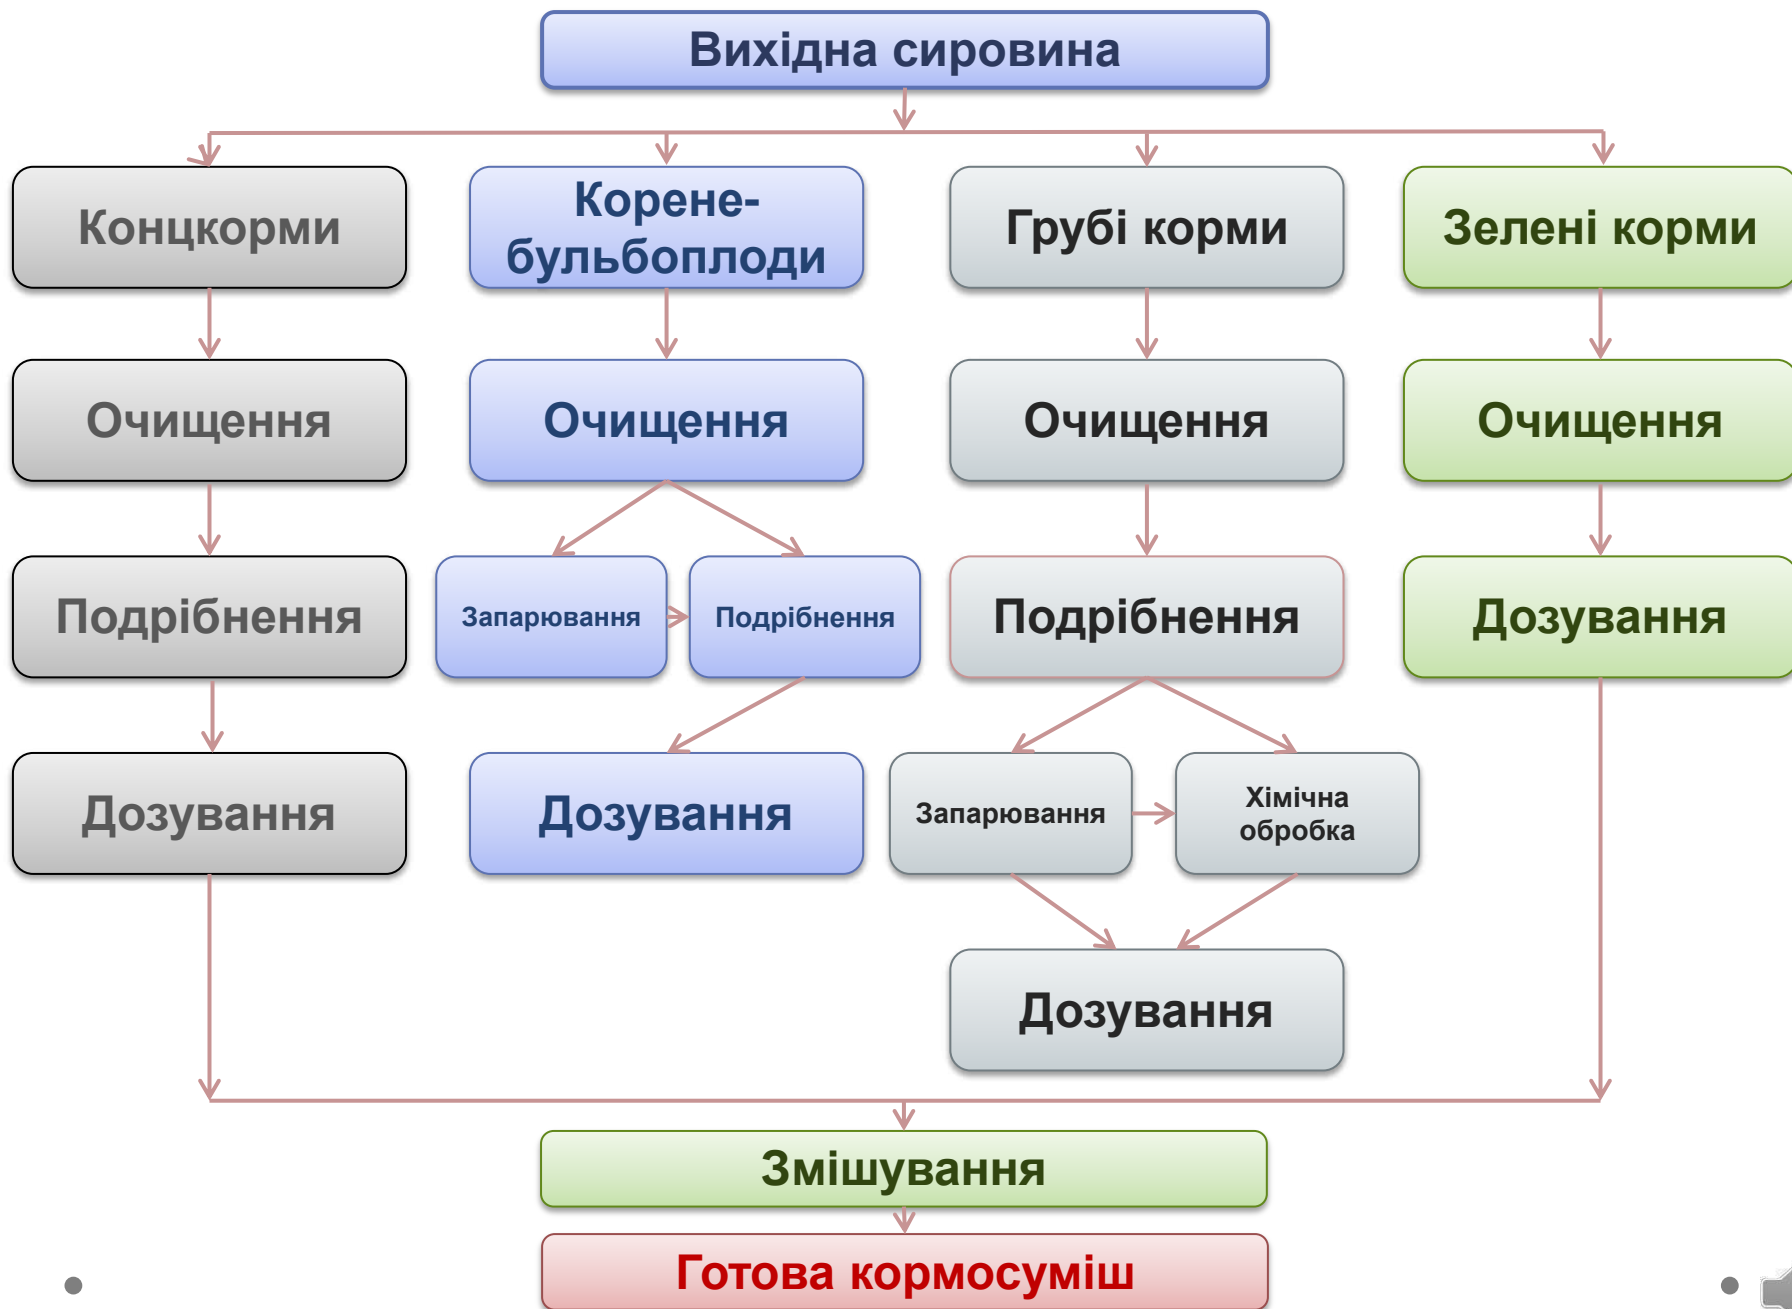 Вихідна сировина
Концкорми
Корене-
бульбоплоди
Грубі корми
Зелені корми
Очищення
Очищення
Очищення
Очищення
Подрібнення
Запарювання
Подрібнення
Подрібнення
Дозування
Дозування
Дозування
Запарювання
Хімічна
обробка
Дозування
Змішування
Готова кормосуміш